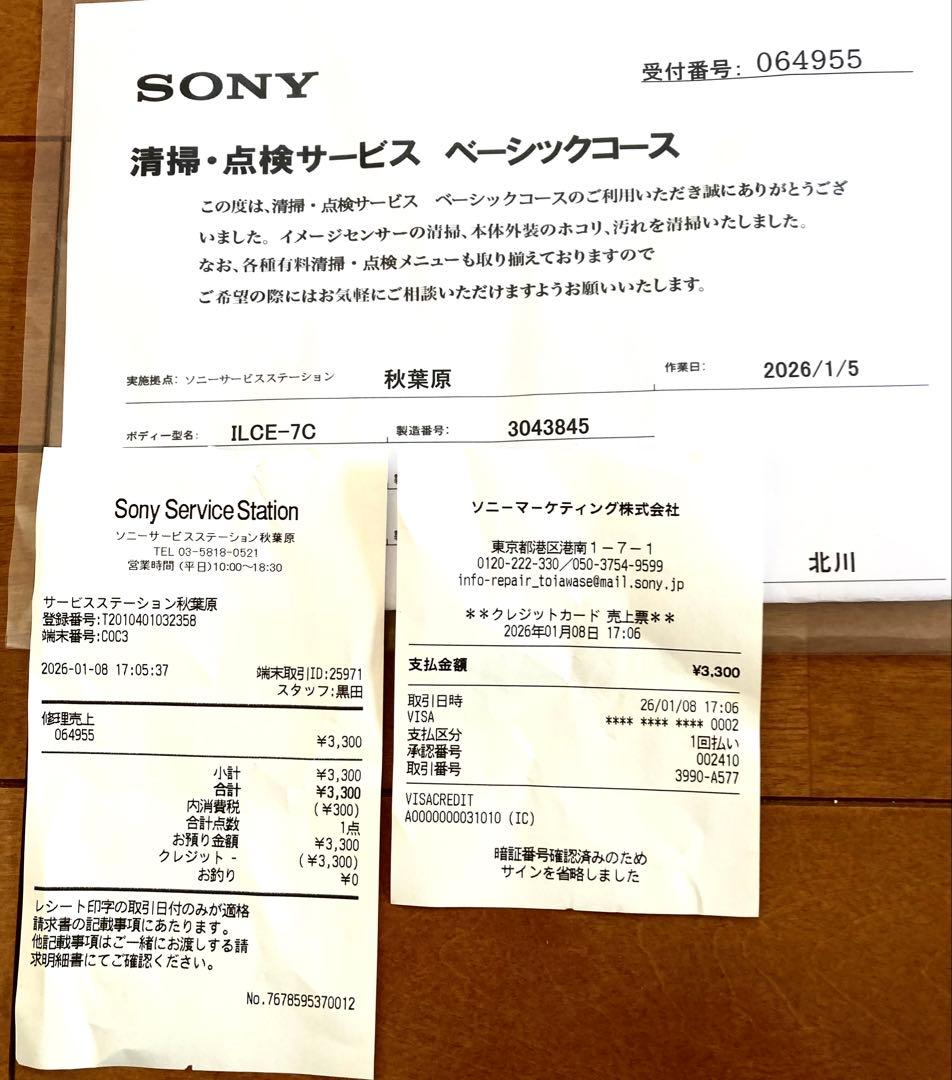 SONY
受付番号: 064955
清掃・点検サービス ベーシックコース
この度は、清掃・点検サービス ベーシックコースのご利用いただき誠にありがとうござ
いました。イメージセンサーの清掃、本体外装のホコリ、汚れを清掃いたしました。
なお、各種有料清掃・点検メニューも取り揃えておりますので
ご希望の際にはお気軽にご相談いただけますようお願いいたします。
実施拠点: ソニーサービスステーション 秋葉原 作業日: 2026/1/5
ボディー型名: ILCE-7C 製造番号: 3043845
北川
Sony Service Station
ソニーサービスステーション秋葉原
TEL 03-5818-0521
営業時間 (平日)10:00～18:30
サービスステーション秋葉原
登録番号:T2010401032358
端末番号:C0C3
2026-01-08 17:05:37 端末取引ID:25971
スタッフ:黒田
修理売上
064955 ¥3,300
小計 ¥3,300
合計 ¥3,300
内消費税 (¥300)
合計点数 1点
お預り金額 ¥3,300
クレジット - (¥3,300)
お釣り ¥0
レシート印字の取引日付のみが適格
請求書の記載事項にあたります。
他記載事項はご一緒にお渡しする請
求明細書にてご確認ください。
No.7678595370012
ソニーマーケティング株式会社
東京都港区港南１－７－１
0120-222-330／050-3754-9599
info-repair_toiawase@mail.sony.jp
＊＊クレジットカード 売上票＊＊
2026年01月08日 17:06
支払金額 ¥3,300
取引日時 26/01/08 17:06
VISA **** **** **** 0002
支払区分 1回払い
承認番号 002410
取引番号 3990-A577
VISACREDIT
A0000000031010 (IC)
暗証番号確認済みのため
サインを省略しました